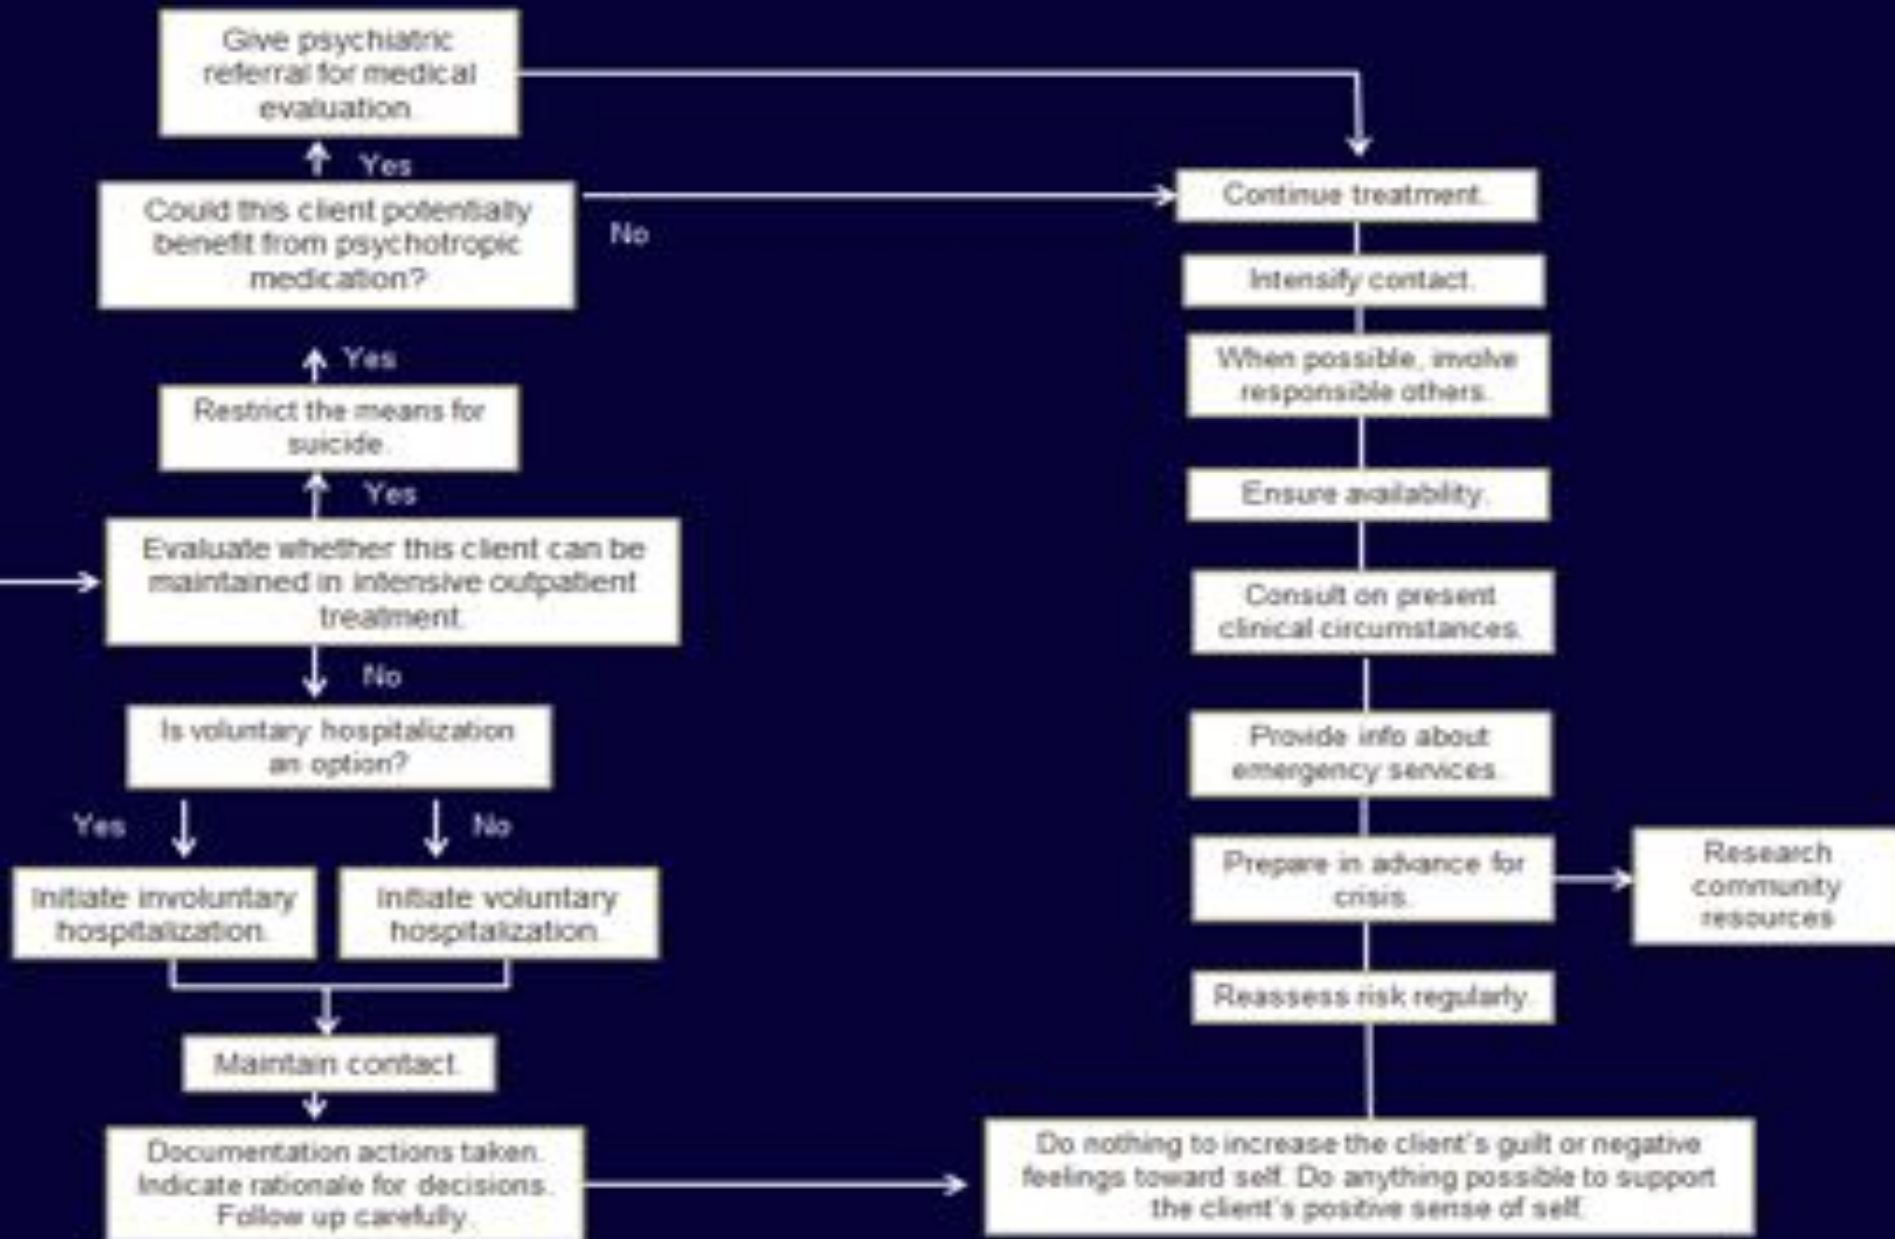 Give psychiatric
referral for medical
evaluation.
Yes
Could this client potentially
benefit from psychotropic
medication?
No
Yes
Restrict the means for
suicide.
Yes
Evaluate whether this client can be
maintained in intensive outpatient
treatment.
No
Is voluntary hospitalization
an option?
Yes
No
Initiate involuntary
hospitalization.
Initiate voluntary
hospitalization.
Maintain contact.
Documentation actions taken.
Indicate rationale for decisions.
Follow up carefully.
Continue treatment.
Intensify contact.
When possible, involve
responsible others.
Ensure availability.
Consult on present
clinical circumstances.
Provide info about
emergency services.
Prepare in advance for
crisis.
Research
community
resources
Reassess risk regularly.
Do nothing to increase the client's guilt or negative
feelings toward self. Do anything possible to support
the client's positive sense of self.